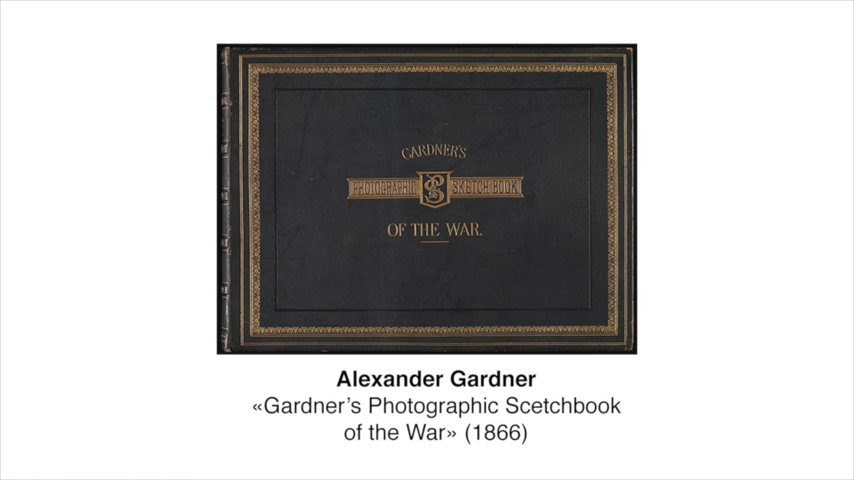 GARDNER'S
PHOTOGRAPHIC SKETCH BOOK
OF THE WAR.
Alexander Gardner
«Gardner's Photographic Scetchbook
of the War» (1866)